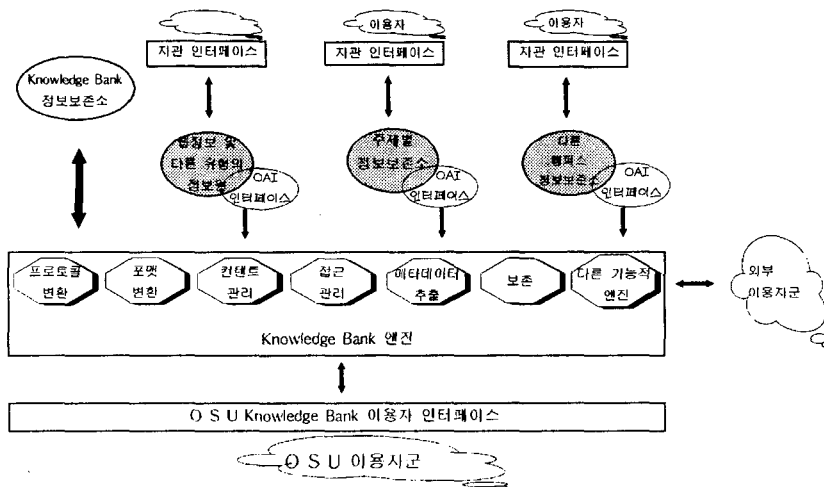 이용자
이용자
지관 인터페이스
지관 인터페이스
지관 인터페이스
Knowledge Bank
정보보존소
및
다른 유형의
정보원
OAI
인터페이스
주제별
정보보존소
OAI
인터페이스
다른
캠퍼스
정보보존소
OAI
인터페이스
프로토콜
변환
포맷
변환
컨텐트
관리
접근
관리
메타데이터
추출
보존
다른 기능적
엔진
외부
이용자군
Knowledge Bank 엔진
O S U Knowledge Bank 이용자 인터페이스
O S U 이용자군